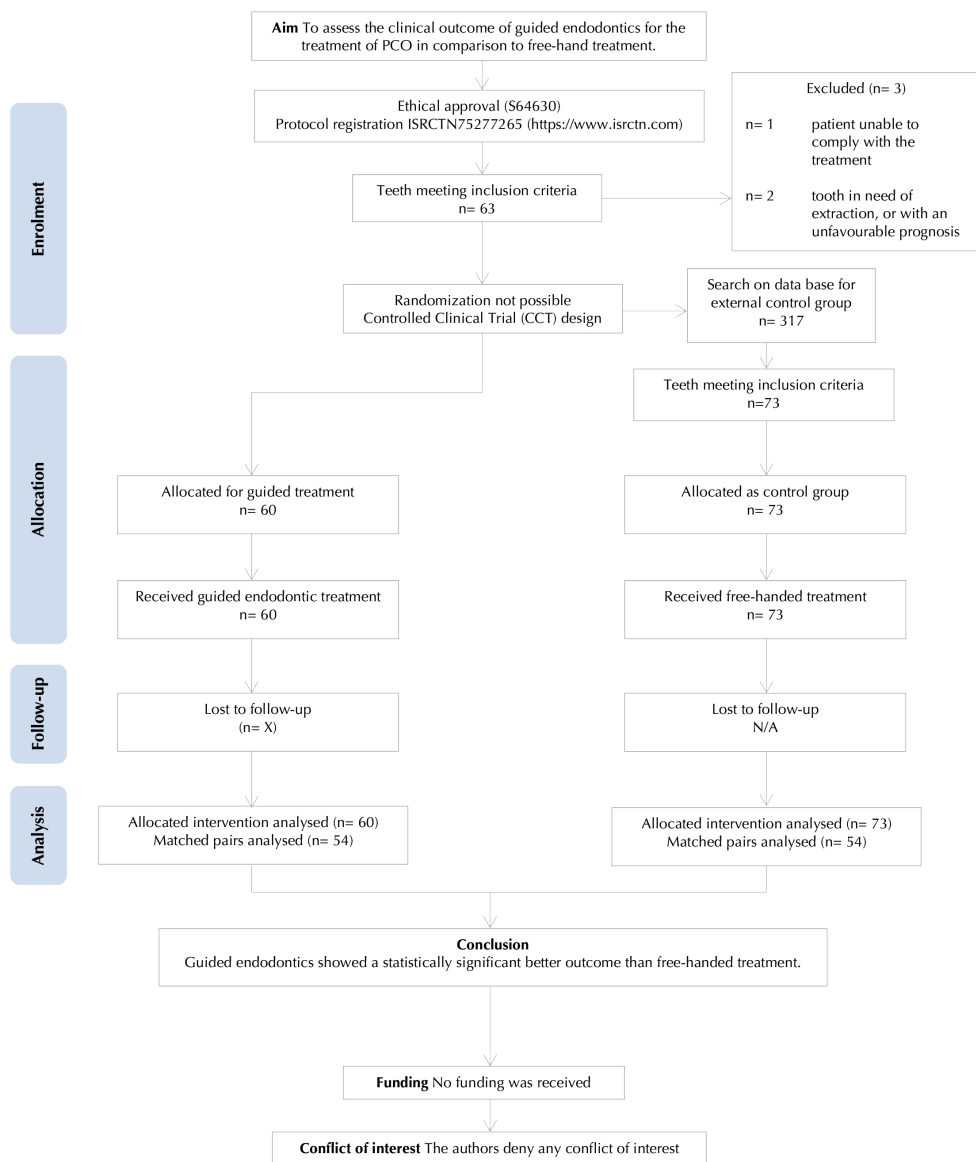 Aim To assess the clinical outcome of guided endodontics for the
treatment of PCO in comparison to free-hand treatment.
Enrolment
Ethical approval (S64630)
Protocol registration ISRCTN75277265 (https://www.isrctn.com)
Excluded (n= 3)
n= 1 patient unable to
comply with the
treatment
n= 2 tooth in need of
extraction, or with an
unfavourable prognosis
Teeth meeting inclusion criteria
n= 63
Randomization not possible
Controlled Clinical Trial (CCT) design
Search on data base for
external control group
n= 317
Allocation
Teeth meeting inclusion criteria
n=73
Allocated for guided treatment
n= 60
Allocated as control group
n= 73
Received guided endodontic treatment
n= 60
Received free-handed treatment
n= 73
Follow-up
Lost to follow-up
(n= X)
Lost to follow-up
N/A
Analysis
Allocated intervention analysed (n= 60)
Matched pairs analysed (n= 54)
Allocated intervention analysed (n= 73)
Matched pairs analysed (n= 54)
Conclusion
Guided endodontics showed a statistically significant better outcome than free-handed treatment.
Funding No funding was received
Conflict of interest The authors deny any conflict of interest